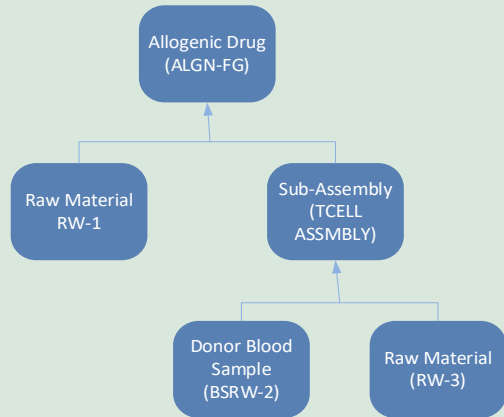 Allogenic Drug
(ALGN-FG)
Raw Material
RW-1
Sub-Assembly
(TCELL
ASSMBLY)
Donor Blood
Sample
(BSRW-2)
Raw Material
(RW-3)